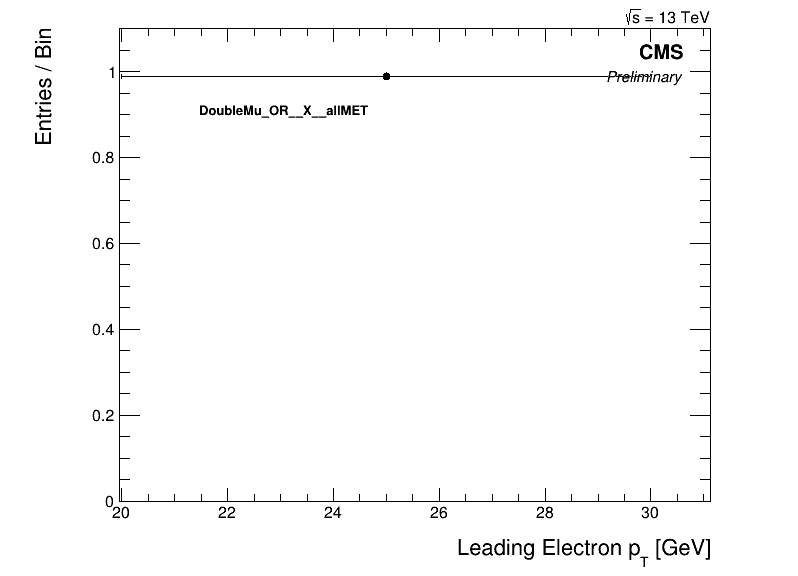 √s = 13 TeV
CMS
Preliminary
DoubleMu_OR__X__allMET
Entries / Bin
1
0.8
0.6
0.4
0.2
0
20 22 24 26 28 30
Leading Electron pT [GeV]